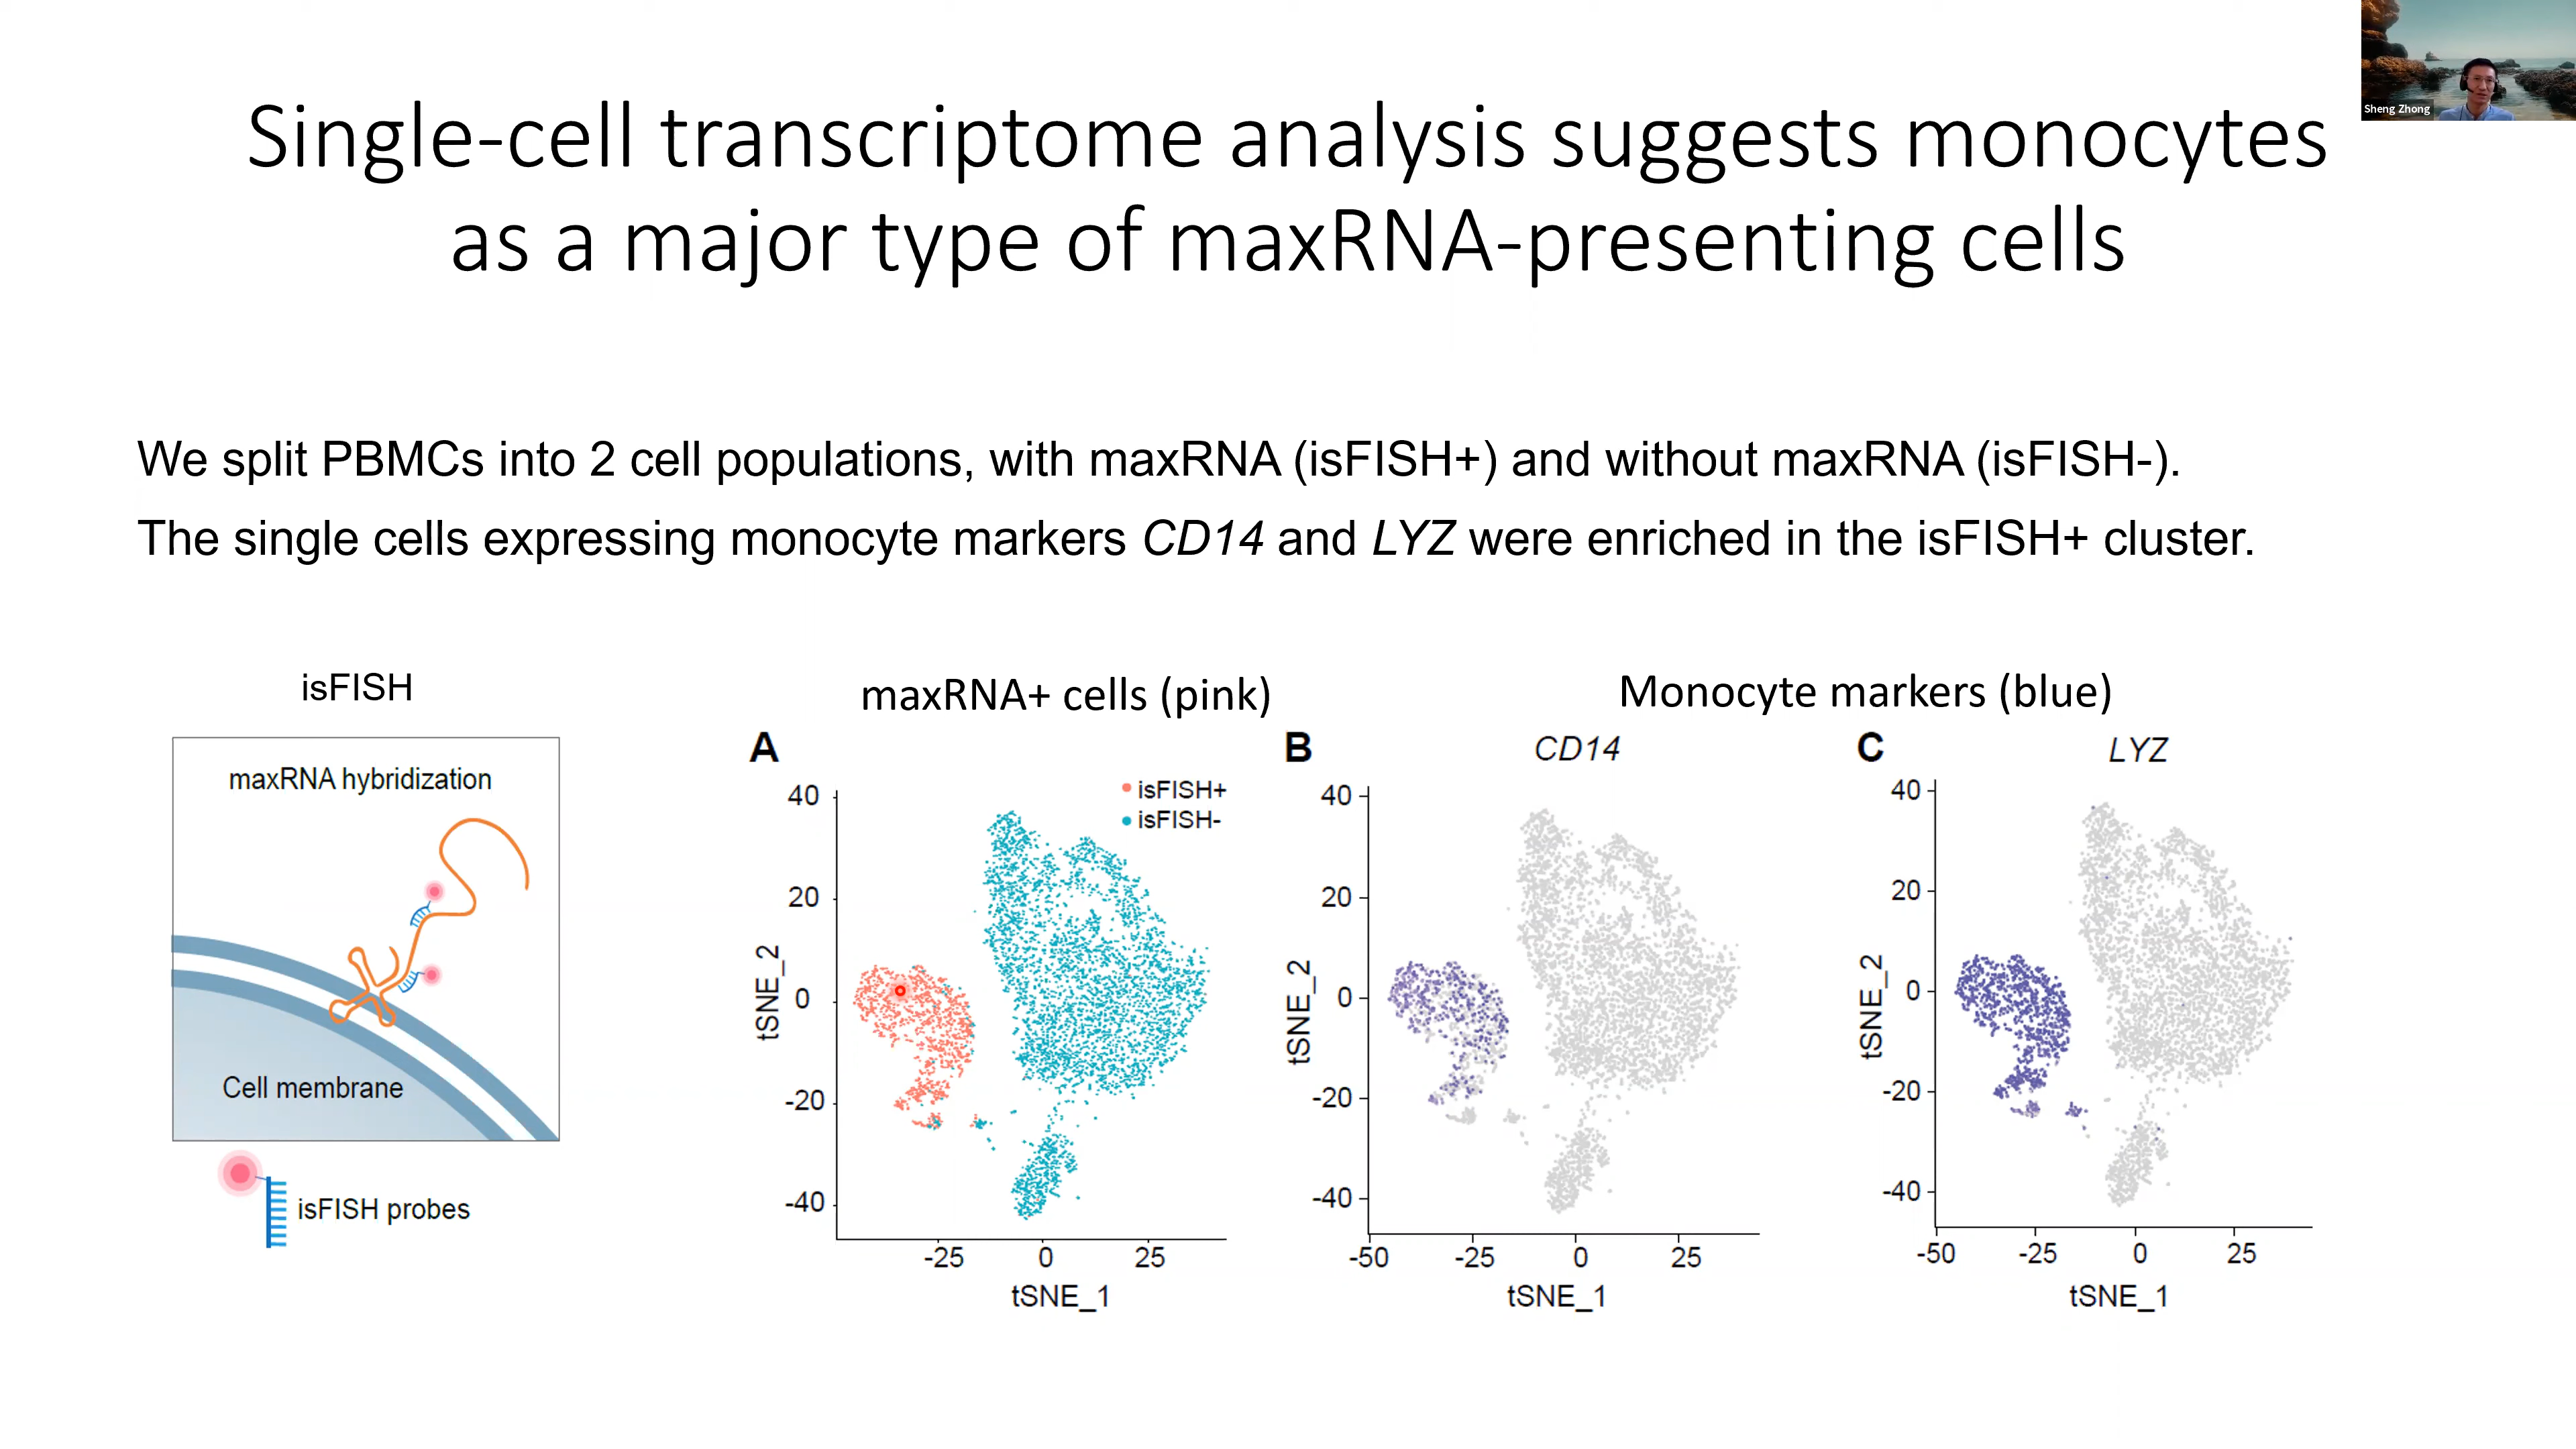 Sheng Zhong
Single-cell transcriptome analysis suggests monocytes
as a major type of maxRNA-presenting cells
We split PBMCs into 2 cell populations, with maxRNA (isFISH+) and without maxRNA (isFISH-).
The single cells expressing monocyte markers CD14 and LYZ were enriched in the isFISH+ cluster.
isFISH
maxRNA hybridization
Cell membrane
isFISH probes
maxRNA+ cells (pink)
A
isFISH+
isFISH-
40
20
0
-20
-40
tSNE_2
-25 0 25
tSNE_1
Monocyte markers (blue)
B
CD14
40
20
0
-20
-40
tSNE_2
-50 -25 0 25
tSNE_1
C
LYZ
40
20
0
-20
-40
tSNE_2
-50 -25 0 25
tSNE_1